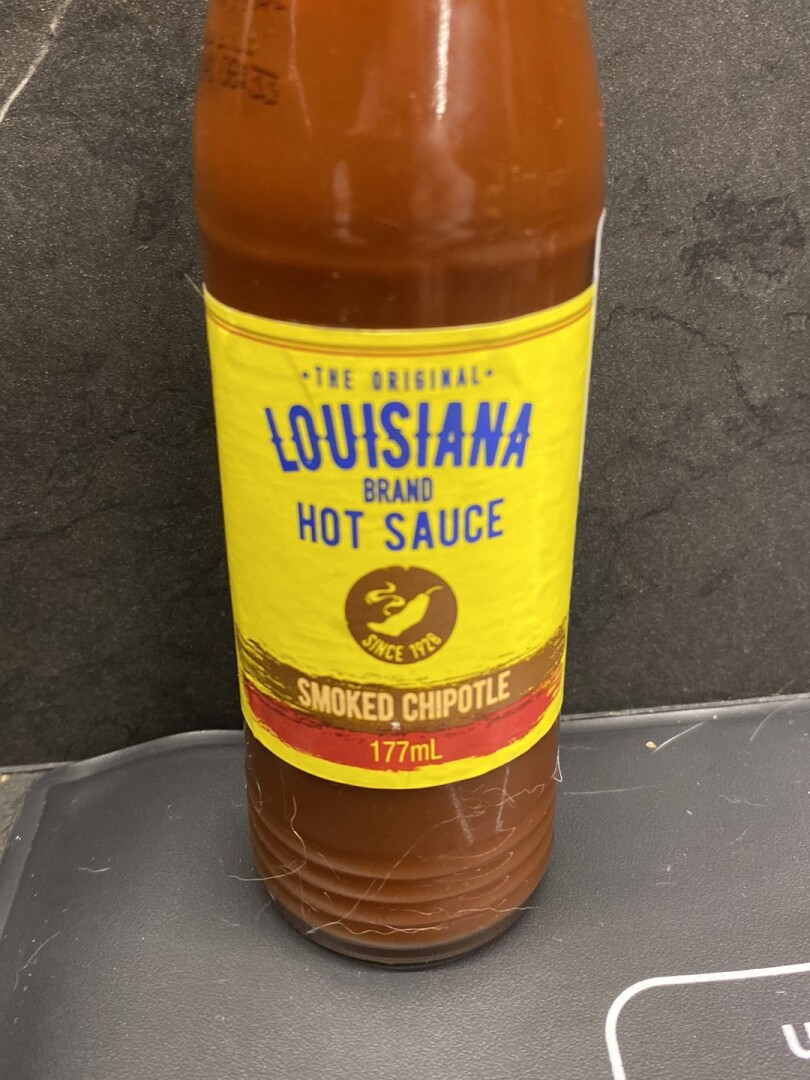 •THE ORIGINAL•
LOUISIANA
BRAND
HOT SAUCE
SINCE 1928
SMOKED CHIPOTLE
177mL